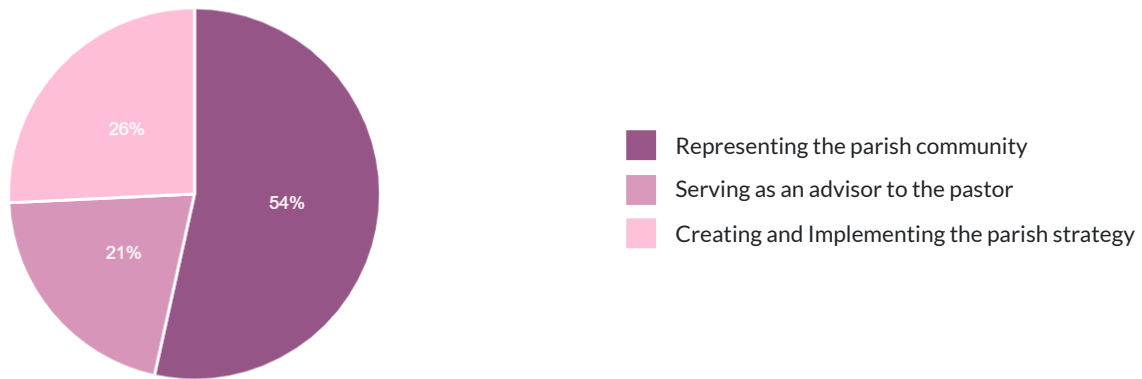 26%
54%
21%
Representing the parish community
Serving as an advisor to the pastor
Creating and Implementing the parish strategy